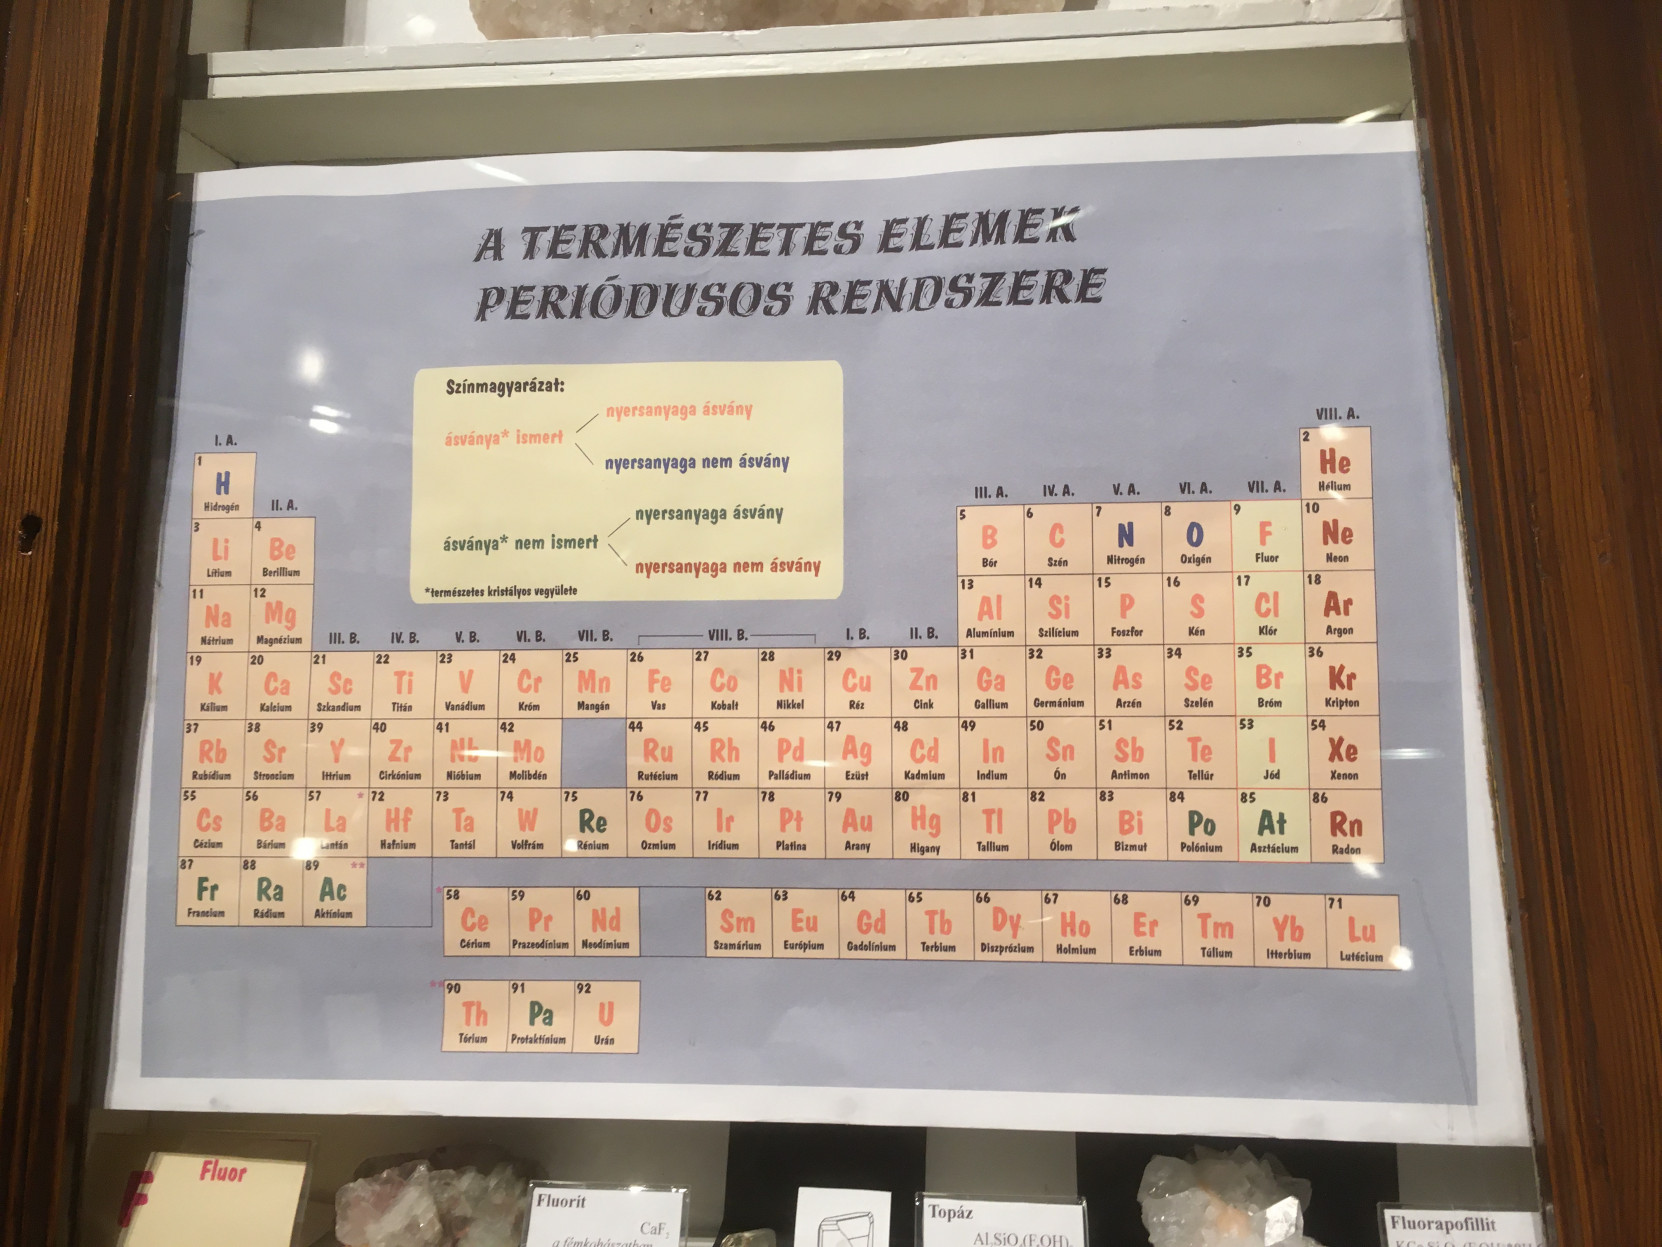 A TERMÉSZETES ELEMEK
PERIÓDUSOS RENDSZERE
Színmagyarázat:
ásványa* ismert
nyersanyaga ásvány
nyersanyaga nem ásvány
ásványa* nem ismert
nyersanyaga ásvány
nyersanyaga nem ásvány
*természetes kristályos vegyülete
I. A.
II. A.
III. B.
IV. B.
V. B.
VI. B.
VII. B.
VIII. B.
I. B.
II. B.
III. A.
IV. A.
V. A.
VI. A.
VII. A.
VIII. A.
1
H
Hidrogén
2
He
Hélium
3
Li
Lítium
4
Be
Berillium
5
B
Bór
6
C
Szén
7
N
Nitrogén
8
O
Oxigén
9
F
Fluor
10
Ne
Neon
11
Na
Nátrium
12
Mg
Magnézium
13
Al
Alumínium
14
Si
Szilícium
15
P
Foszfor
16
S
Kén
17
Cl
Klór
18
Ar
Argon
19
K
Kálium
20
Ca
Kalcium
21
Sc
Szkandium
22
Ti
Titán
23
V
Vanádium
24
Cr
Króm
25
Mn
Mangán
26
Fe
Vas
27
Co
Kobalt
28
Ni
Nikkel
29
Cu
Réz
30
Zn
Cink
31
Ga
Gallium
32
Ge
Germánium
33
As
Arzén
34
Se
Szelén
35
Br
Bróm
36
Kr
Kripton
37
Rb
Rubídium
38
Sr
Stroncium
39
Y
Ittrium
40
Zr
Cirkónium
41
Nb
Nióbium
42
Mo
Molibdén
44
Ru
Rutécium
45
Rh
Ródium
46
Pd
Palládium
47
Ag
Ezüst
48
Cd
Kadmium
49
In
Indium
50
Sn
Ón
51
Sb
Antimon
52
Te
Tellúr
53
I
Jód
54
Xe
Xenon
55
Cs
Cézium
56
Ba
Bárium
57 *
La
Lantán
72
Hf
Hafnium
73
Ta
Tantál
74
W
Volfrám
75
Re
Rénium
76
Os
Ozmium
77
Ir
Irídium
78
Pt
Platina
79
Au
Arany
80
Hg
Higany
81
Tl
Tallium
82
Pb
Ólom
83
Bi
Bizmut
84
Po
Polónium
85
At
Asztácium
86
Rn
Radon
87
Fr
Francium
88
Ra
Rádium
89 **
Ac
Aktínium
*
58
Ce
Cérium
59
Pr
Prazeodínium
60
Nd
Neodímium
62
Sm
Szamárium
63
Eu
Európium
64
Gd
Gadolínium
65
Tb
Terbium
66
Dy
Diszprózium
67
Ho
Holmium
68
Er
Erbium
69
Tm
Túlium
70
Yb
Itterbium
71
Lu
Lutécium
**
90
Th
Tórium
91
Pa
Protaktínium
92
U
Urán
F
Fluor
Fluorit
CaF₂
a fémkohászatban
Topáz
Al₂SiO₄(F,OH)₂
Fluorapofillit